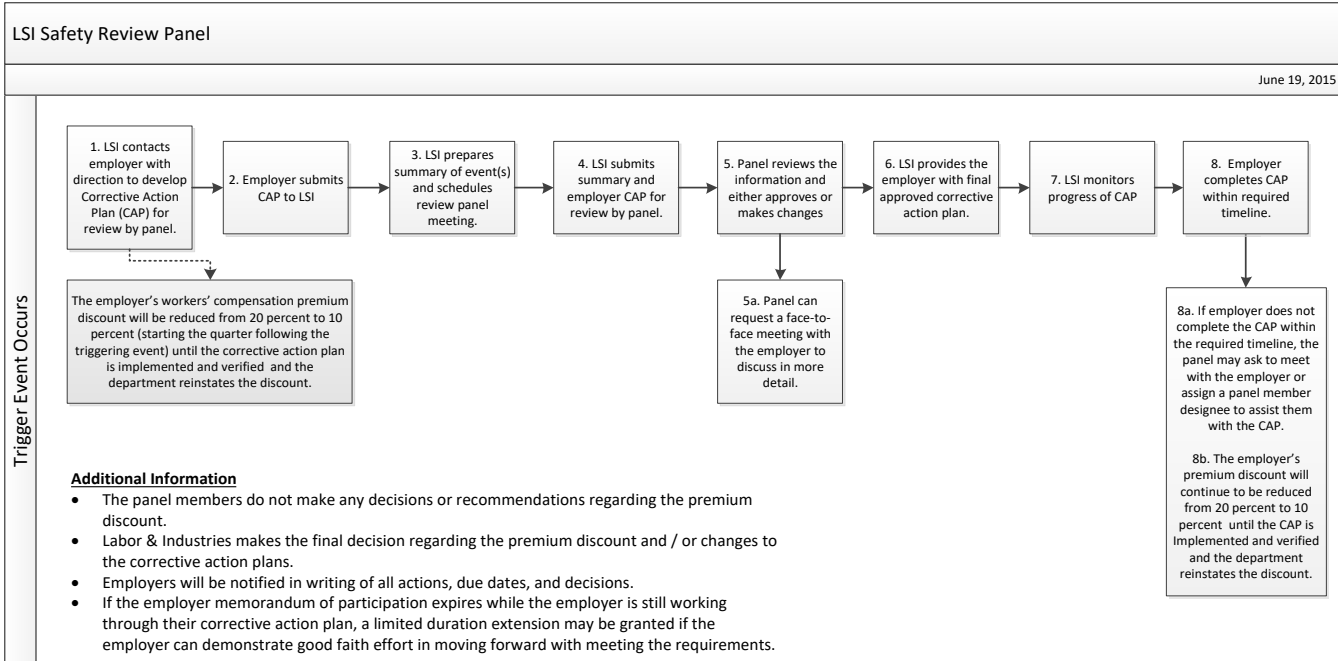 LSI Safety Review Panel
June 19, 2015
Trigger Event Occurs
1. LSI contacts
employer with
direction to develop
Corrective Action
Plan (CAP) for
review by panel.
2. Employer submits
CAP to LSI
3. LSI prepares
summary of event(s)
and schedules
review panel
meeting.
4. LSI submits
summary and
employer CAP for
review by panel.
5. Panel reviews the
information and
either approves or
makes changes
6. LSI provides the
employer with final
approved corrective
action plan.
7. LSI monitors
progress of CAP
8. Employer
completes CAP
within required
timeline.
The employer’s workers’ compensation premium
discount will be reduced from 20 percent to 10
percent (starting the quarter following the
triggering event) until the corrective action plan
is implemented and verified and the
department reinstates the discount.
5a. Panel can
request a face-to-
face meeting with
the employer to
discuss in more
detail.
8a. If employer does not
complete the CAP within
the required timeline, the
panel may ask to meet
with the employer or
assign a panel member
designee to assist them
with the CAP.
8b. The employer’s
premium discount will
continue to be reduced
from 20 percent to 10
percent until the CAP is
Implemented and verified
and the department
reinstates the discount.
Additional Information
• The panel members do not make any decisions or recommendations regarding the premium
discount.
• Labor & Industries makes the final decision regarding the premium discount and / or changes to
the corrective action plans.
• Employers will be notified in writing of all actions, due dates, and decisions.
• If the employer memorandum of participation expires while the employer is still working
through their corrective action plan, a limited duration extension may be granted if the
employer can demonstrate good faith effort in moving forward with meeting the requirements.